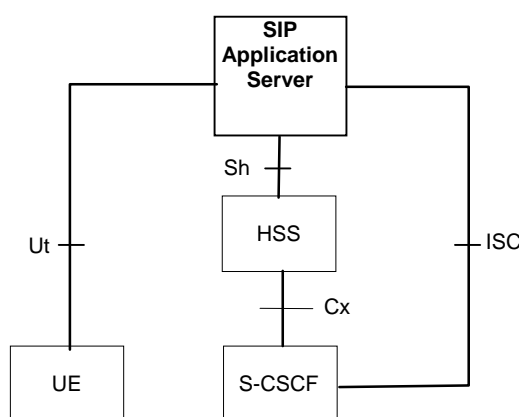 SIP
Application
Server
Sh
HSS
Ut
ISC
Cx
UE
S-CSCF